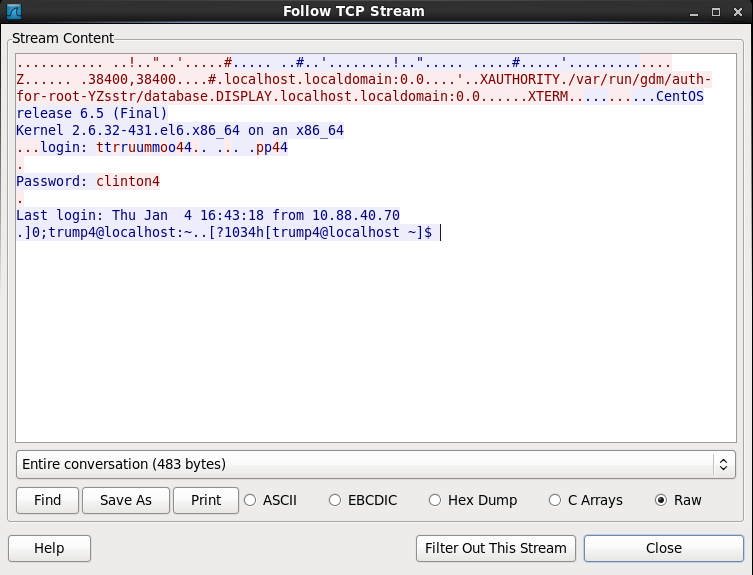 Follow TCP Stream
Stream Content
........... ..!.."..'.....#..... ..#..'........!.."..... .....#.....'.............
Z...... .38400,38400....#.localhost.localdomain:0.0....'..XAUTHORITY./var/run/gdm/auth-
for-root-YZsstr/database.DISPLAY.localhost.localdomain:0.0......XTERM...........CentOS
release 6.5 (Final)
Kernel 2.6.32-431.el6.x86_64 on an x86_64
...login: ttrruummoo44.. ... .pp44
.
Password: clinton4
.
Last login: Thu Jan  4 16:43:18 from 10.88.40.70
.]0;trump4@localhost:~..[?1034h[trump4@localhost ~]$
Entire conversation (483 bytes)
Find Save As Print ASCII EBCDIC Hex Dump C Arrays Raw
Help Filter Out This Stream Close